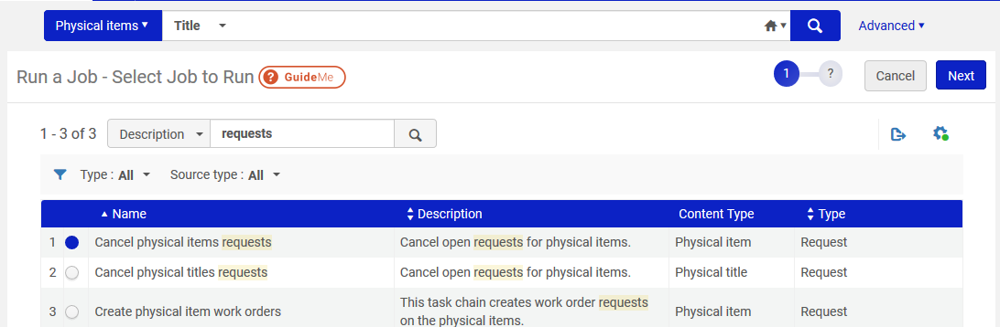 Physical items Title Advanced
Run a Job - Select Job to Run ? GuideMe 1 ? Cancel Next
1 - 3 of 3 Description requests
Type : All Source type : All
Name Description Content Type Type
1 Cancel physical items requests Cancel open requests for physical items. Physical item Request
2 Cancel physical titles requests Cancel open requests for physical items. Physical title Request
3 Create physical item work orders This task chain creates work order requests Physical item Request
on the physical items.